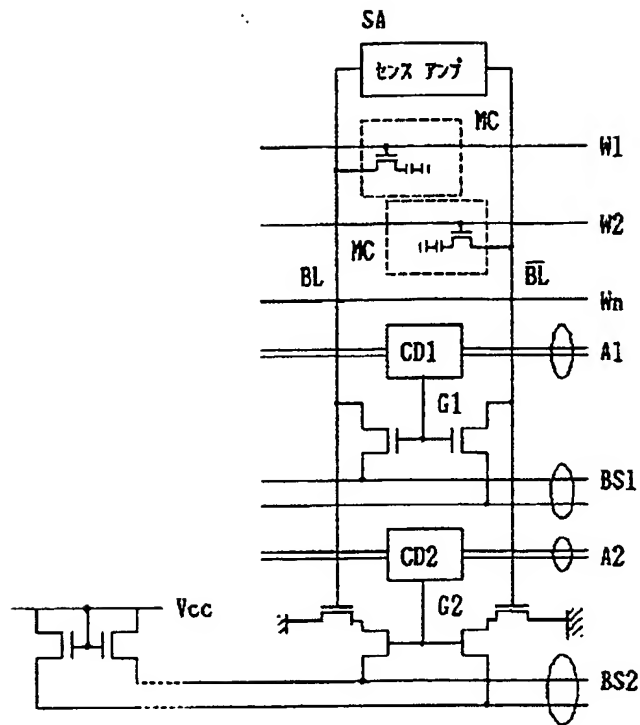 SA
センス アンプ
MC
W1
W2
MC
BL
B̅L̅
Wn
CD1
A1
G1
BS1
CD2
A2
G2
Vcc
BS2